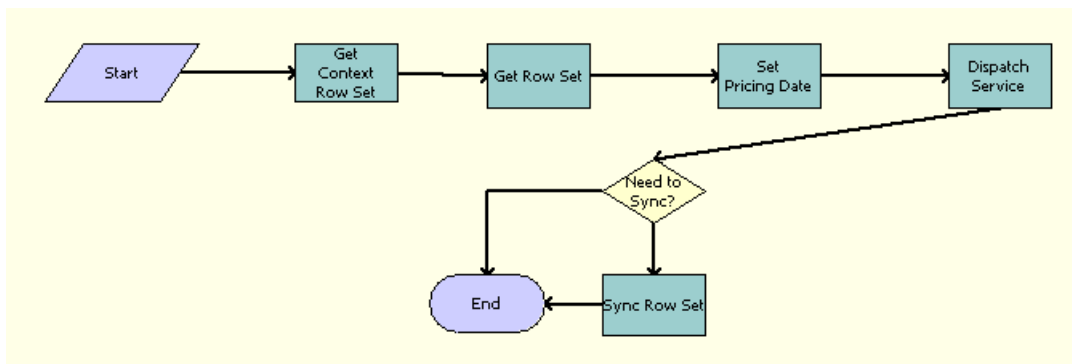 Start
Get
Context
Row Set
Get Row Set
Set
Pricing Date
Dispatch
Service
Need to
Sync?
End
Sync Row Set